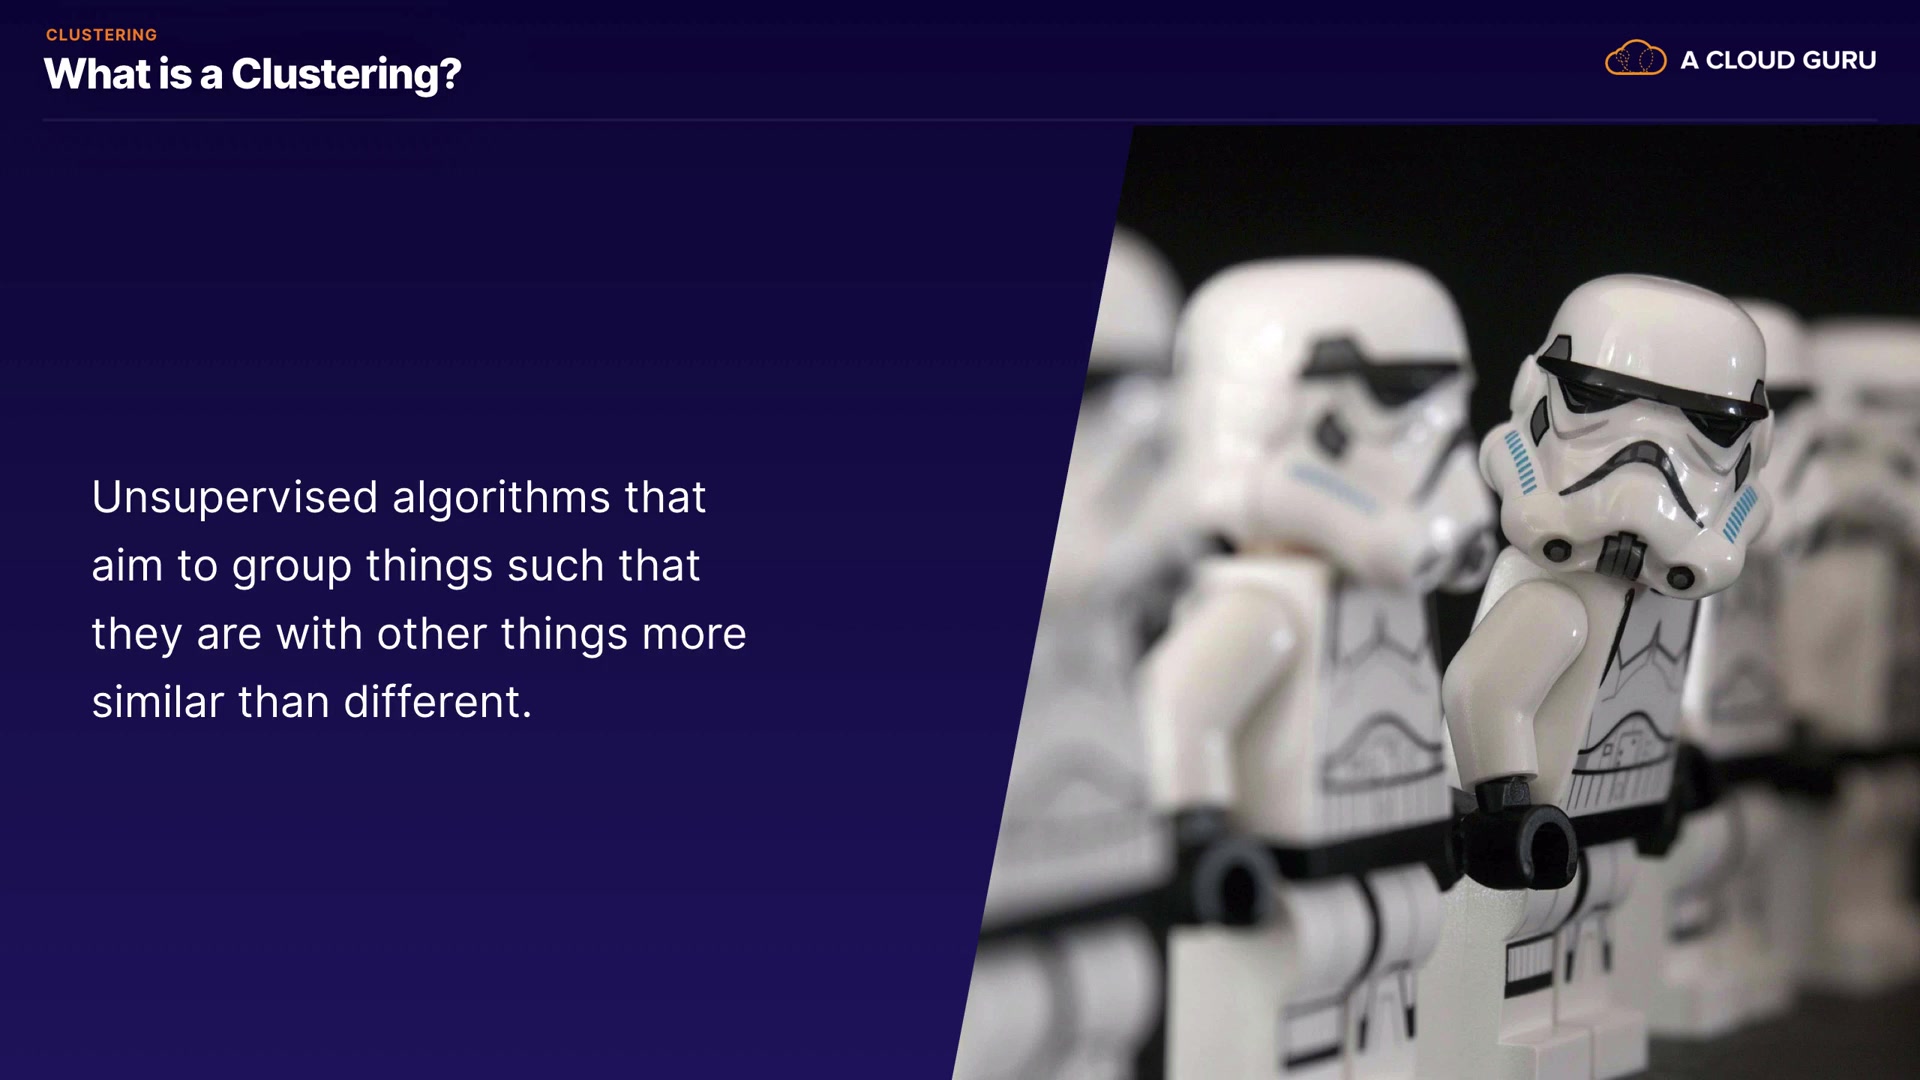 CLUSTERING
What is a Clustering?
A CLOUD GURU
Unsupervised algorithms that
aim to group things such that
they are with other things more
similar than different.